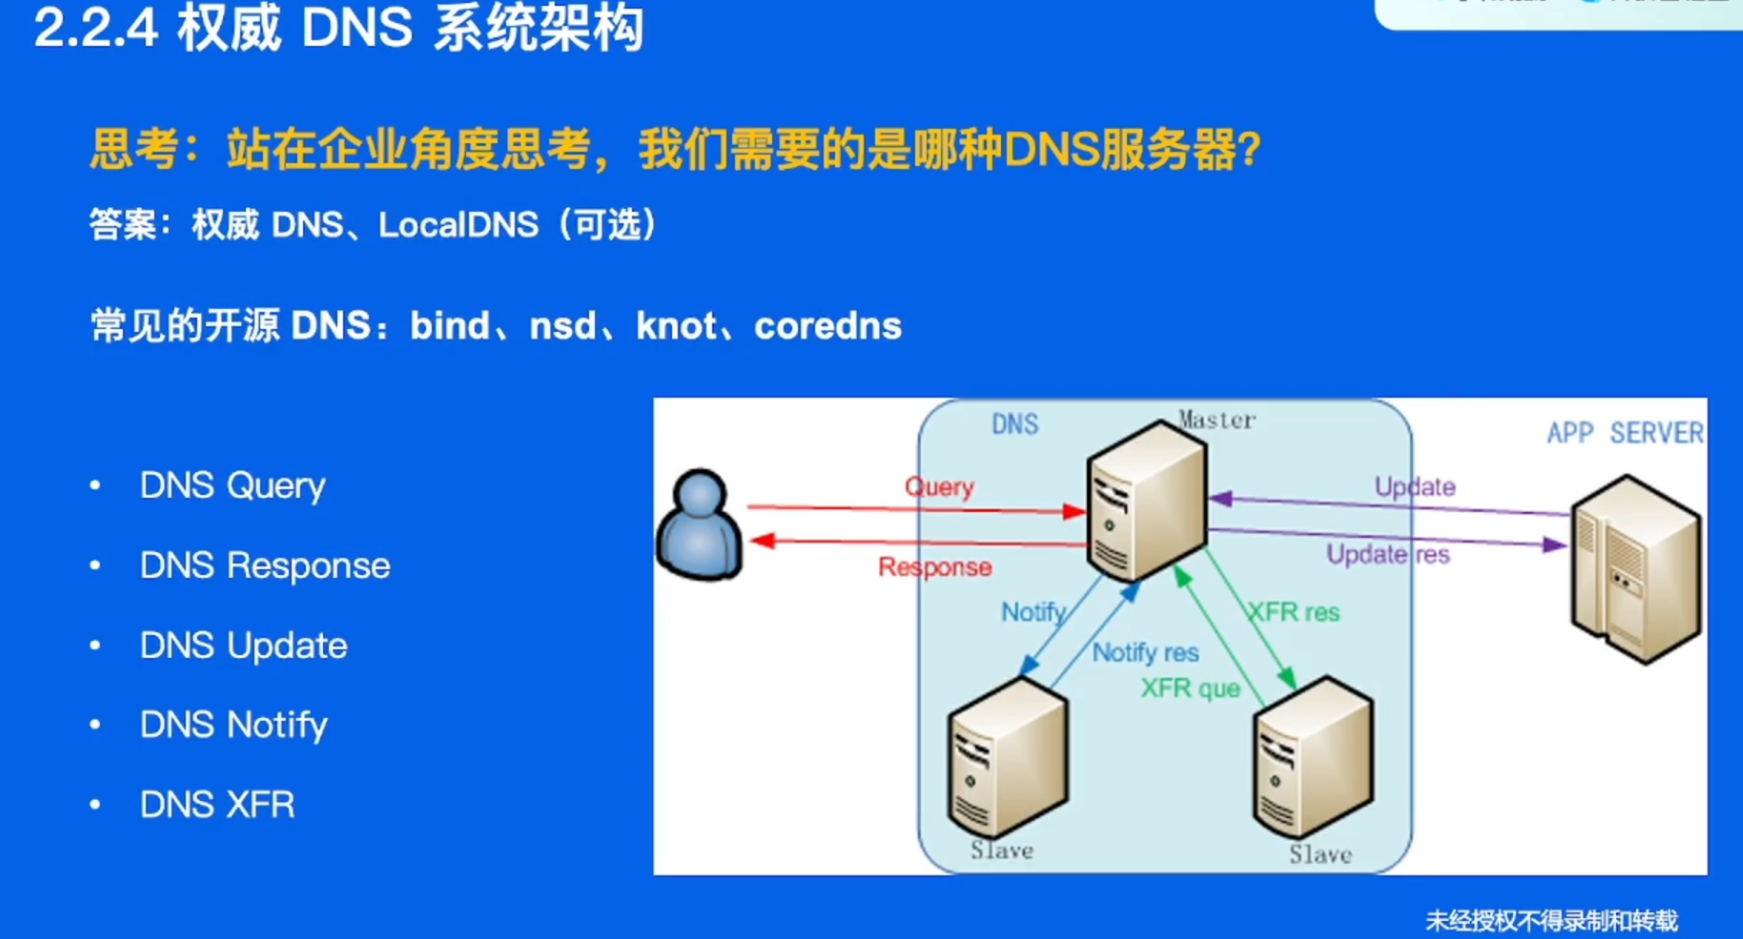 2.2.4 权威 DNS 系统架构
思考：站在企业角度思考，我们需要的是哪种DNS服务器？
答案：权威 DNS、LocalDNS（可选）
常见的开源 DNS：bind、nsd、knot、coredns
• DNS Query
• DNS Response
• DNS Update
• DNS Notify
• DNS XFR
DNS
Master
APP SERVER
Query
Update
Response
Update res
Notify
XFR res
Notify res
XFR que
Slave
Slave
未经授权不得录制和转载